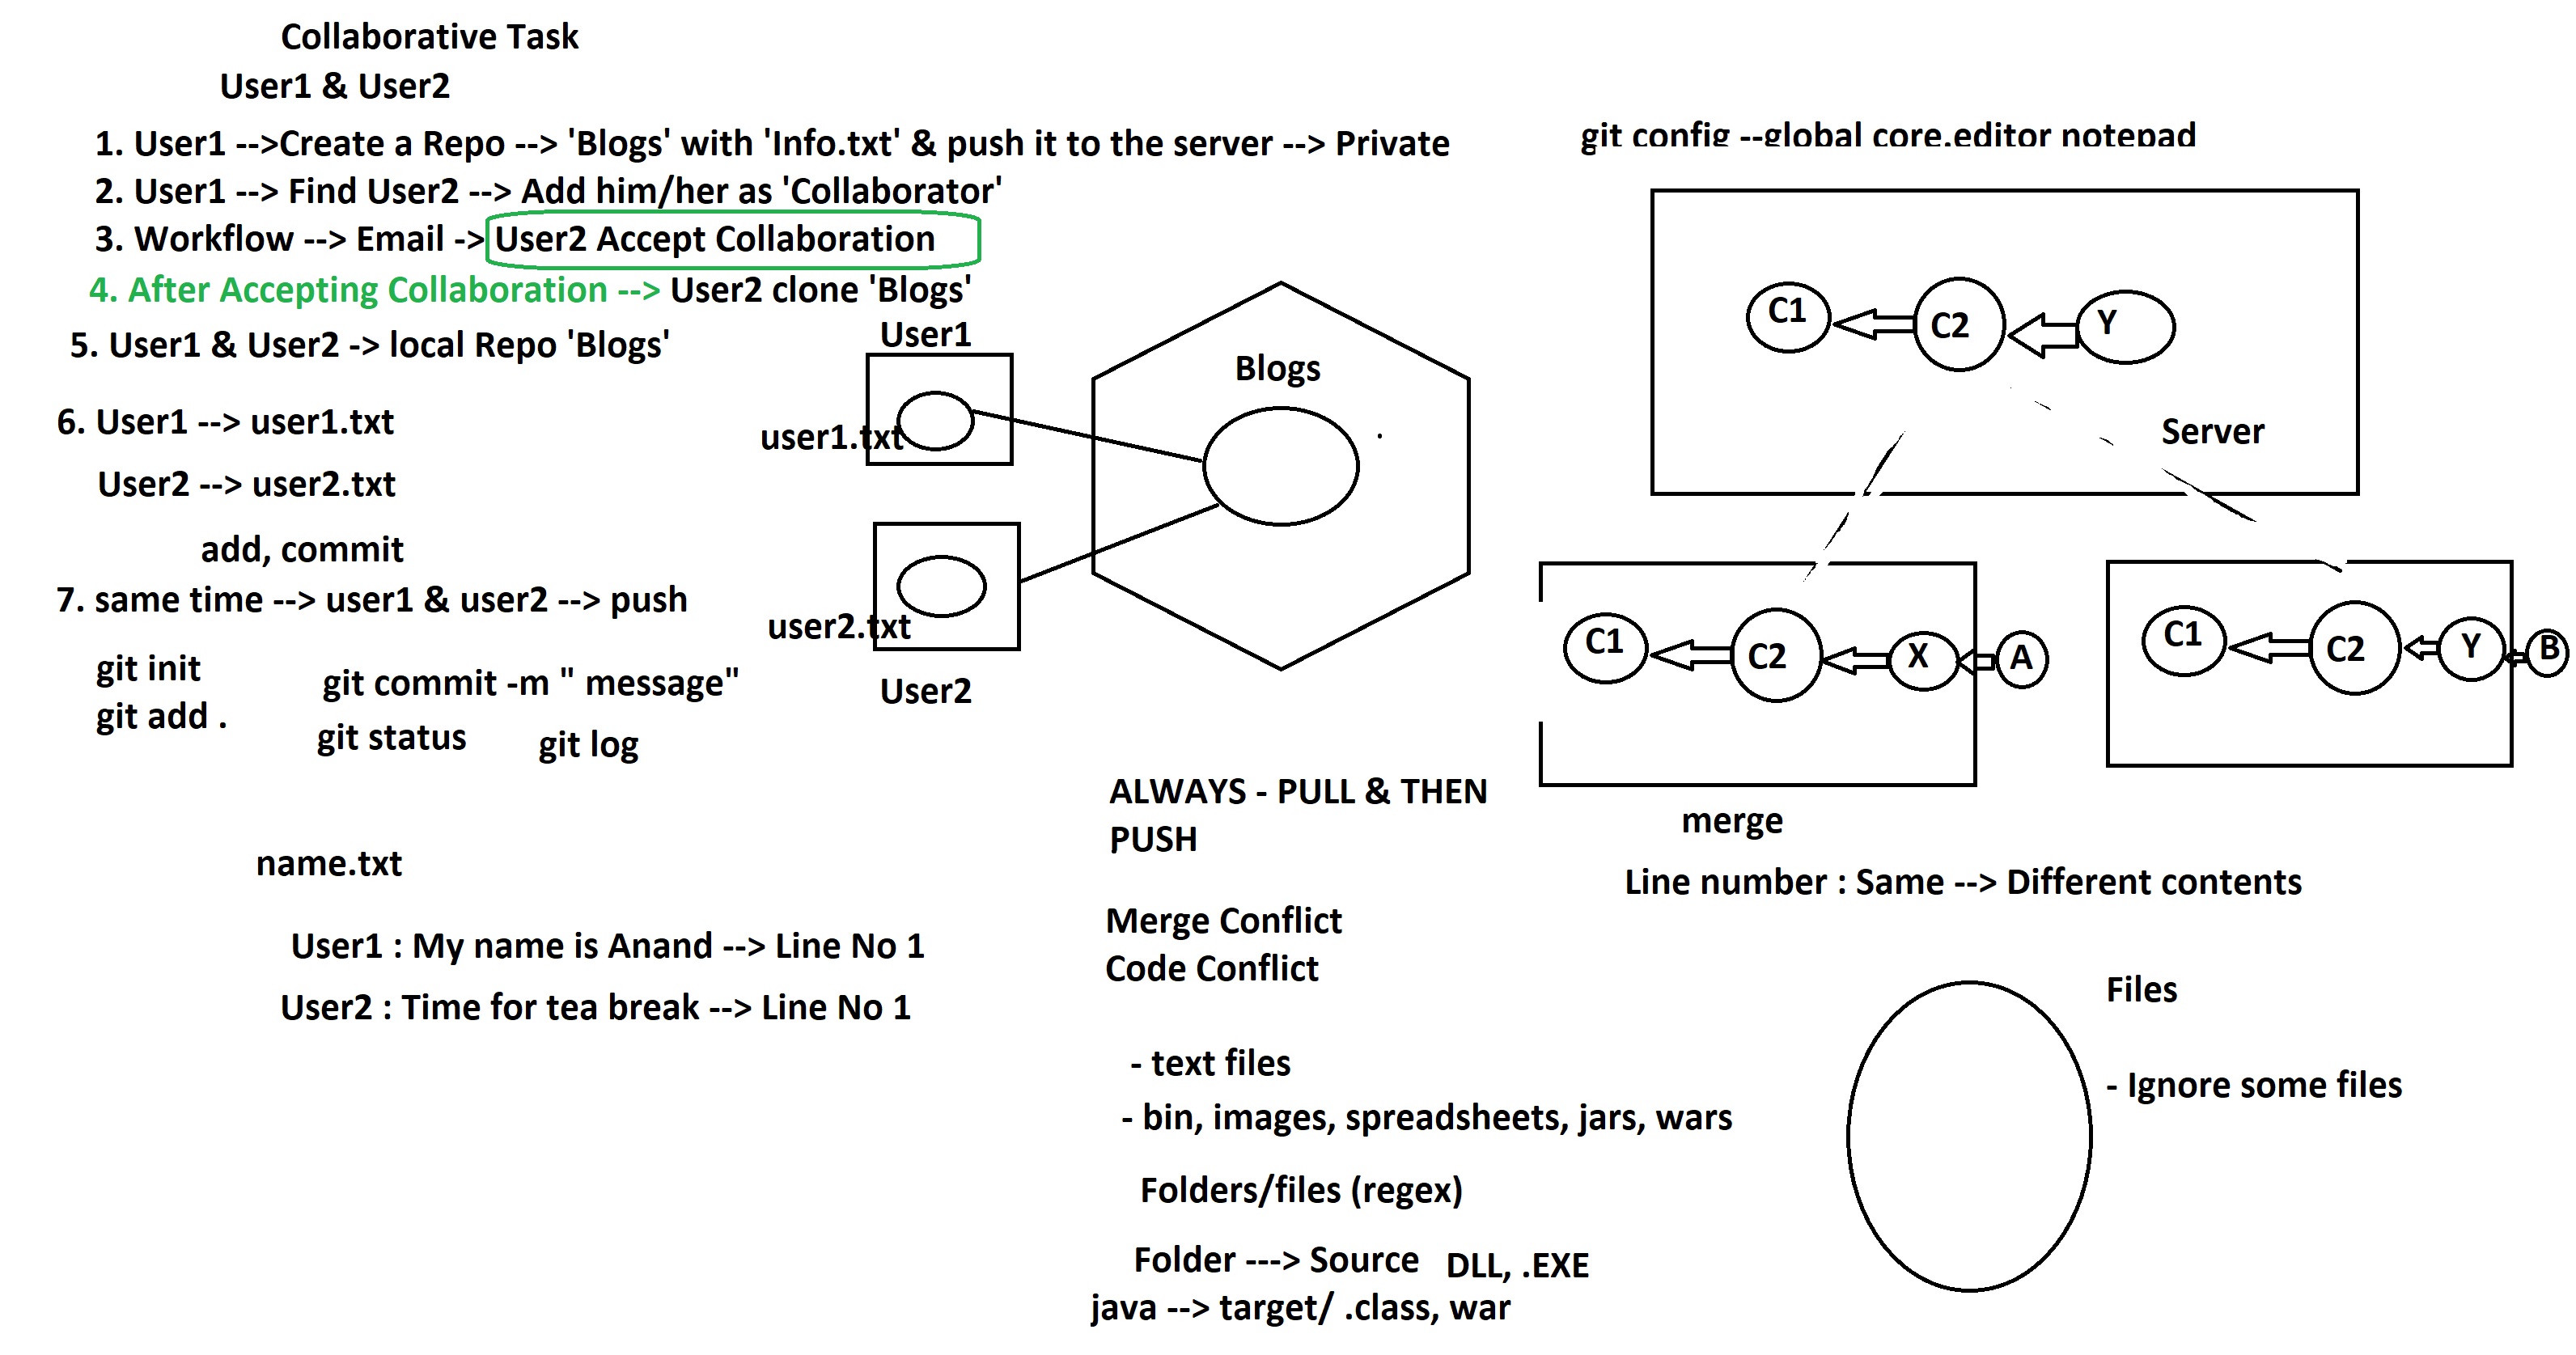 Collaborative Task
User1 & User2
1. User1 -->Create a Repo --> 'Blogs' with 'Info.txt' & push it to the server --> Private
2. User1 --> Find User2 --> Add him/her as 'Collaborator'
3. Workflow --> Email -> User2 Accept Collaboration
4. After Accepting Collaboration --> User2 clone 'Blogs'
5. User1 & User2 -> local Repo 'Blogs'
6. User1 --> user1.txt
User2 --> user2.txt
add, commit
7. same time --> user1 & user2 --> push
git init
git add .
git commit -m " message"
git status
git log
name.txt
User1 : My name is Anand --> Line No 1
User2 : Time for tea break --> Line No 1
User1
user1.txt
Blogs
user2.txt
User2
ALWAYS - PULL & THEN
PUSH
Merge Conflict
Code Conflict
- text files
- bin, images, spreadsheets, jars, wars
Folders/files (regex)
Folder ---> Source
DLL, .EXE
java --> target/ .class, war
git config --global core.editor notepad
C1
C2
Y
Server
C1
C2
X
A
C1
C2
Y
B
merge
Line number : Same --> Different contents
Files
- Ignore some files